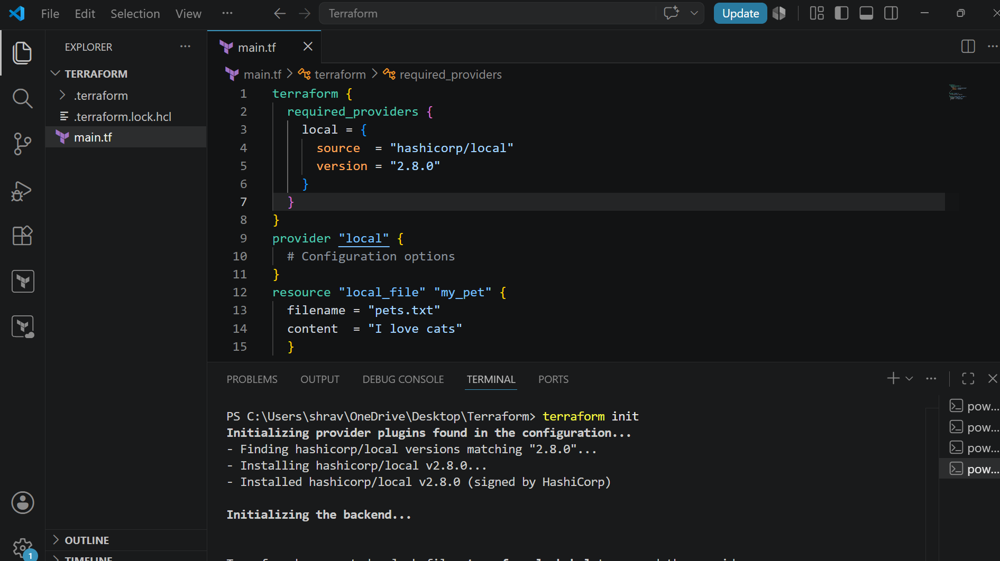 File Edit Selection View ... Terraform Update
EXPLORER
TERRAFORM
.terraform
.terraform.lock.hcl
main.tf
main.tf
main.tf > terraform > required_providers
1 terraform {
2 required_providers {
3 local = {
4 source = "hashicorp/local"
5 version = "2.8.0"
6 }
7 }
8 }
9 provider "local" {
10 # Configuration options
11 }
12 resource "local_file" "my_pet" {
13 filename = "pets.txt"
14 content = "I love cats"
15 }
PROBLEMS OUTPUT DEBUG CONSOLE TERMINAL PORTS
PS C:\Users\shrav\OneDrive\Desktop\Terraform> terraform init
Initializing provider plugins found in the configuration...
- Finding hashicorp/local versions matching "2.8.0"...
- Installing hashicorp/local v2.8.0...
- Installed hashicorp/local v2.8.0 (signed by HashiCorp)
Initializing the backend...
pow...
pow...
pow...
pow...
OUTLINE
TIMELINE
1